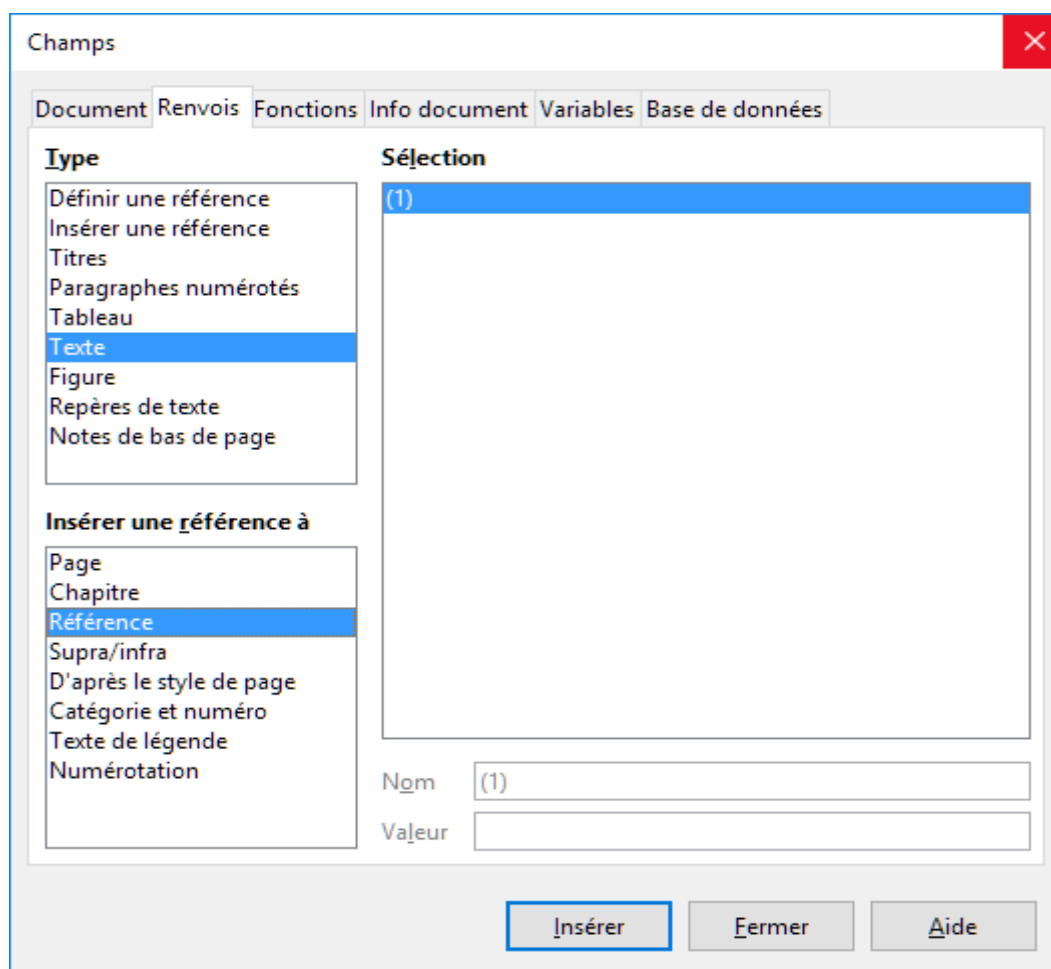 Champs
Document Renvois Fonctions Info document Variables Base de données
Type
Définir une référence
Insérer une référence
Titres
Paragraphes numérotés
Tableau
Texte
Figure
Repères de texte
Notes de bas de page
Insérer une référence à
Page
Chapitre
Référence
Supra/infra
D'après le style de page
Catégorie et numéro
Texte de légende
Numérotation
Sélection
(1)
Nom (1)
Valeur
Insérer Fermer Aide